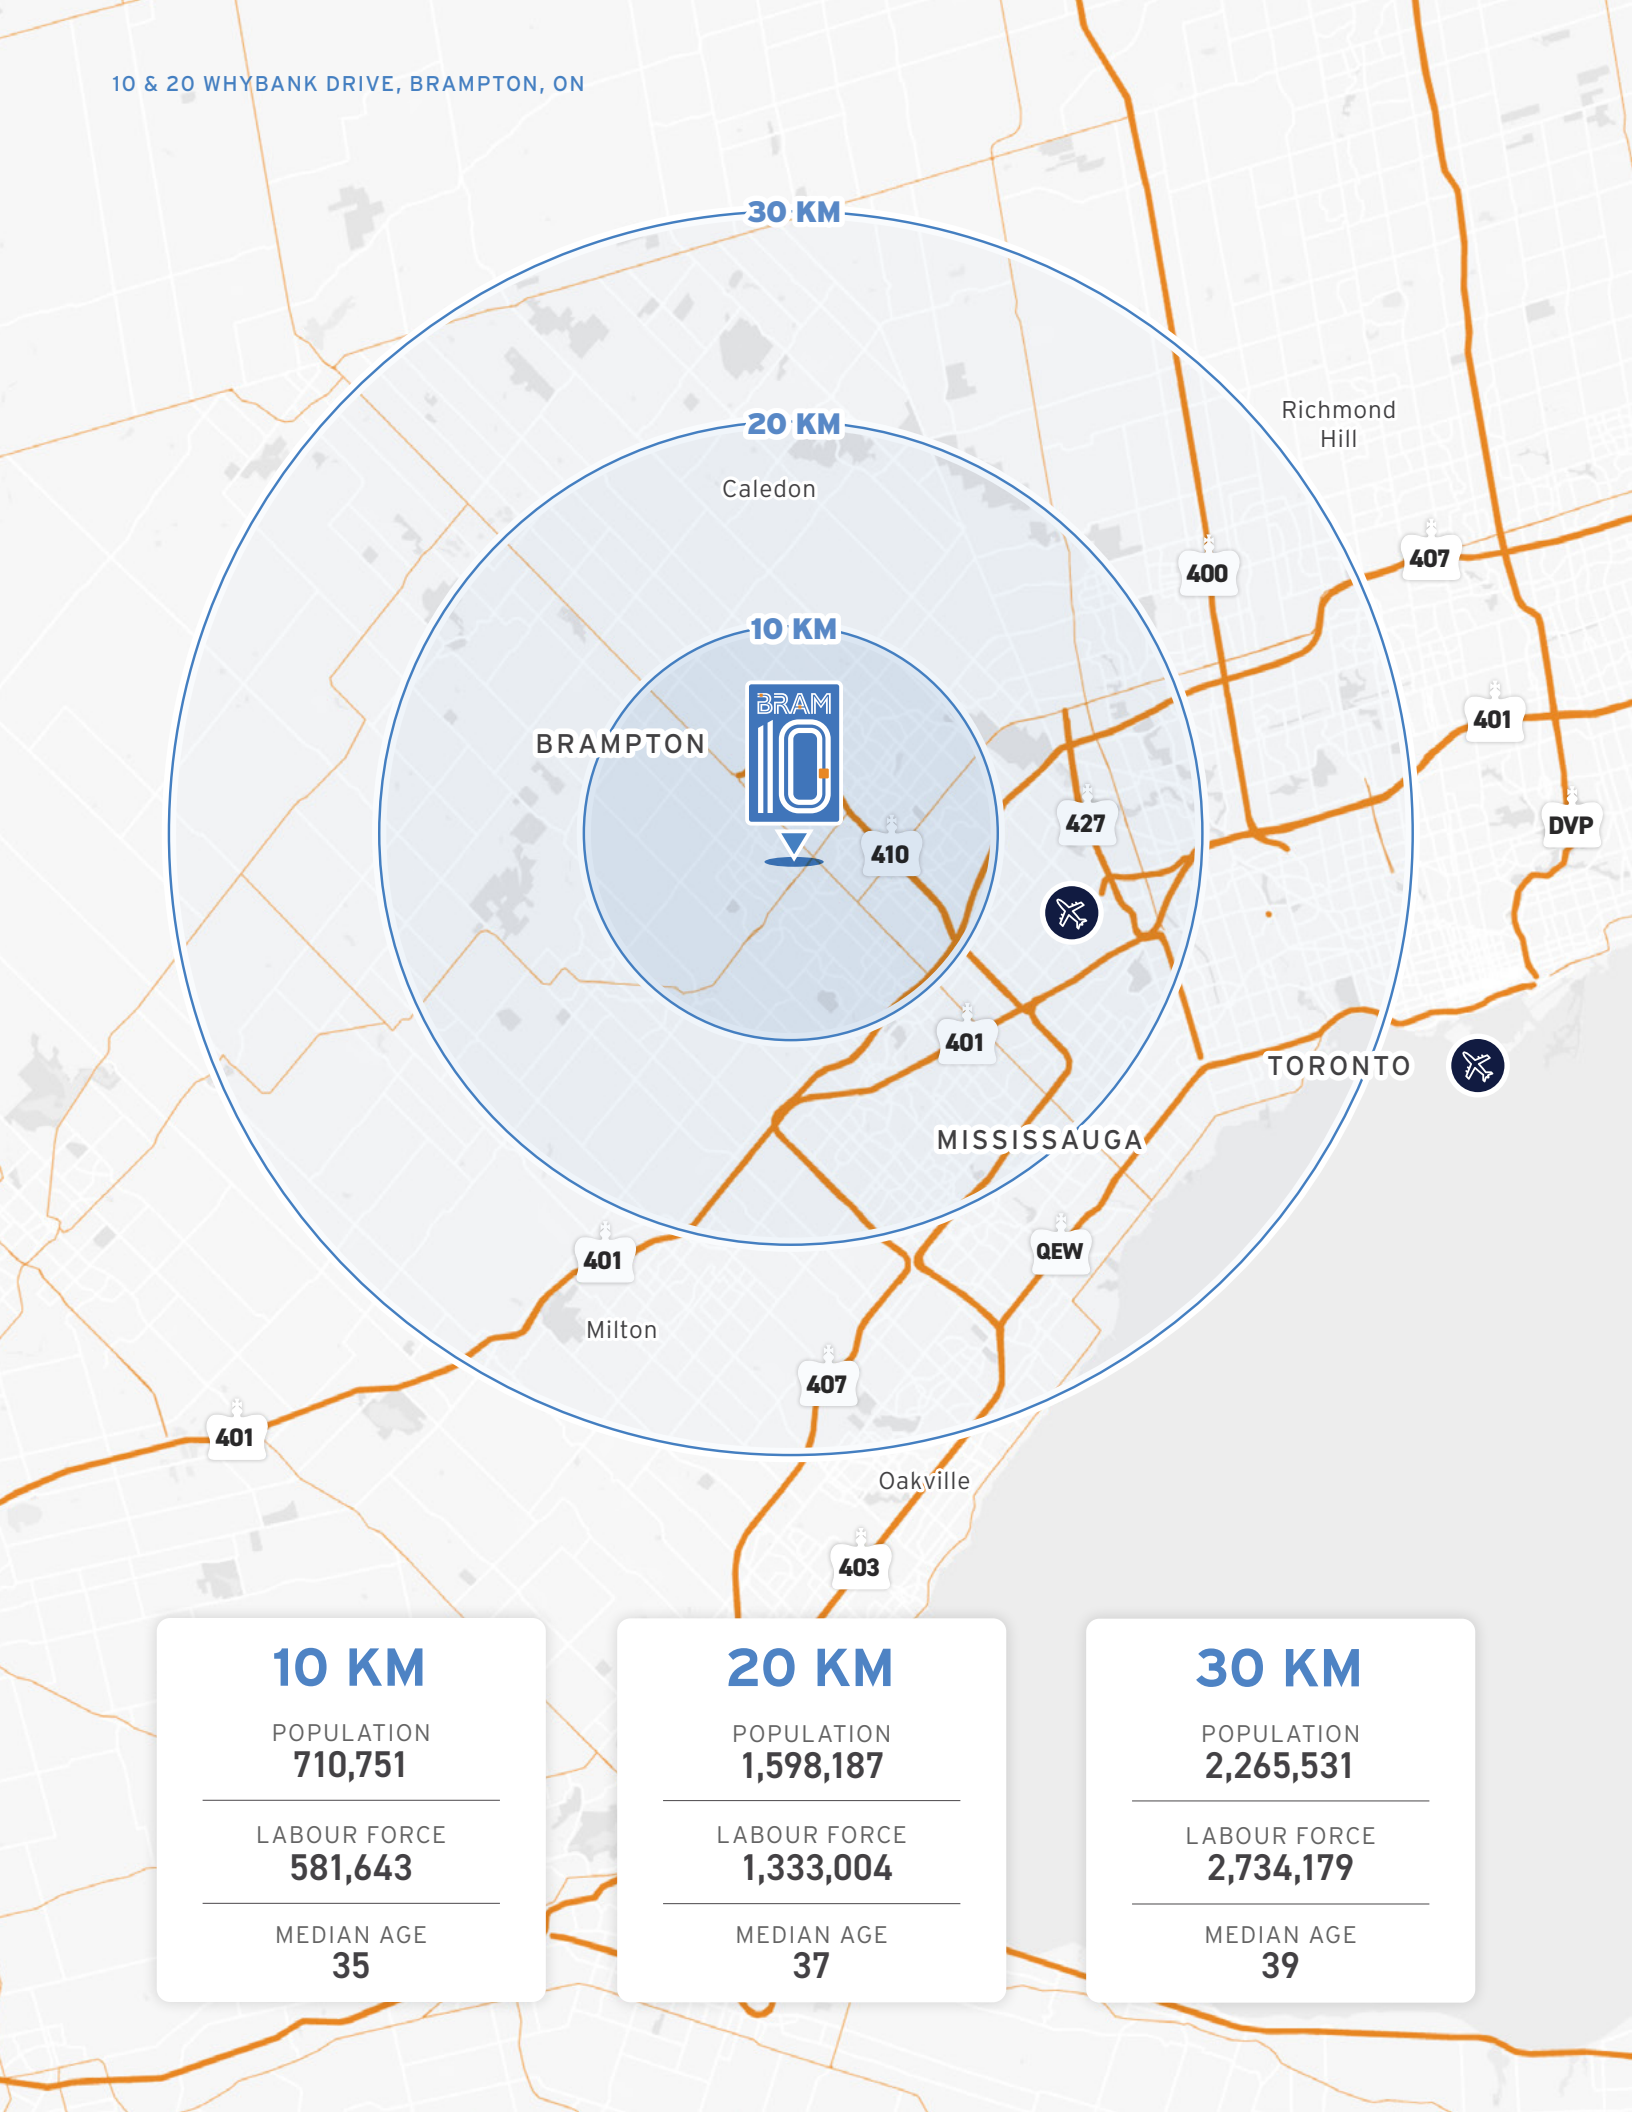 10 & 20 WHYBANK DRIVE, BRAMPTON, ON
30 KM
Richmond
Hill
20 KM
Caledon
407
400
10 KM
BRAM
10
BRAMPTON
401
427
DVP
410
401
TORONTO
MISSISSAUGA
QEW
401
Milton
407
401
Oakville
403
10 KM
POPULATION
710,751
LABOUR FORCE
581,643
MEDIAN AGE
35
20 KM
POPULATION
1,598,187
LABOUR FORCE
1,333,004
MEDIAN AGE
37
30 KM
POPULATION
2,265,531
LABOUR FORCE
2,734,179
MEDIAN AGE
39